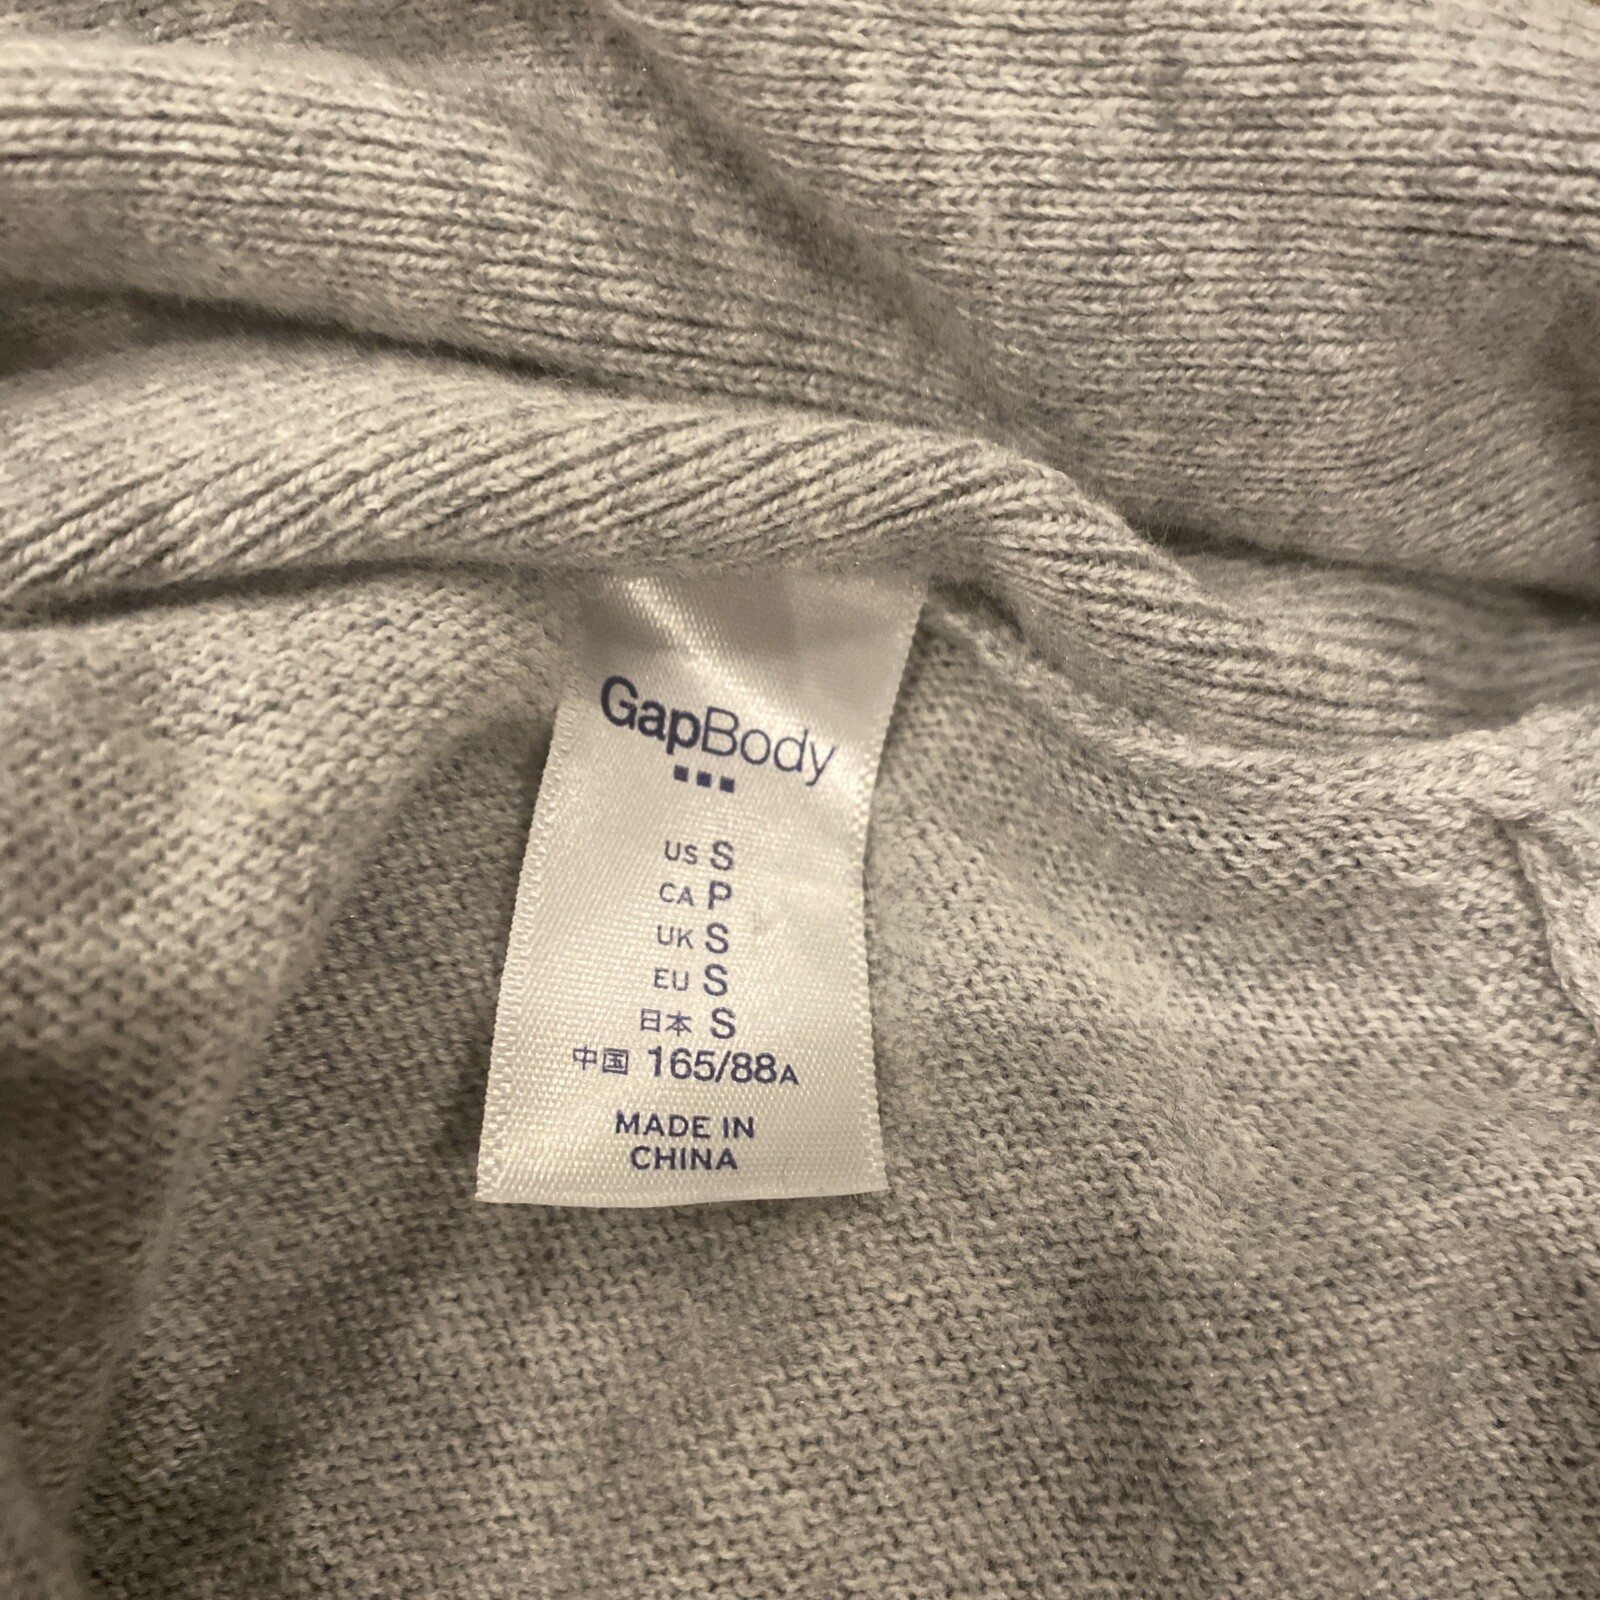 GapBody
US S
CA P
UK S
EU S
日本 S
中国 165/88A
MADE IN
CHINA